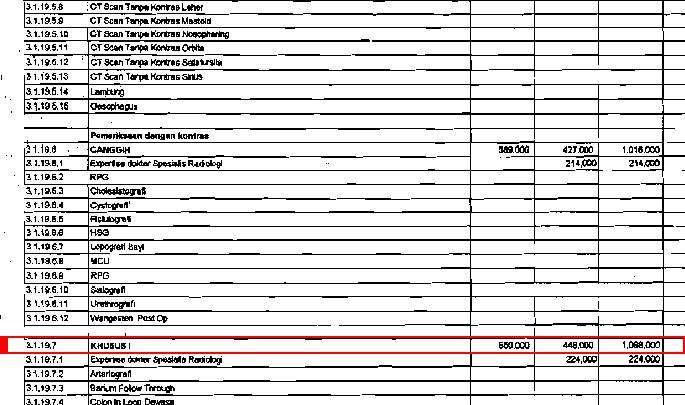 3.1.19.5.8 CT Scan Tanpa Kontras Leher
3.1.19.5.9 CT Scan Tanpa Kontras Mastoid
3.1.19.5.10 CT Scan Tanpa Kontras Nosopharing
3.1.19.5.11 CT Scan Tanpa Kontras Orbita
3.1.19.5.12 CT Scan Tanpa Kontras
3.1.19.5.13 CT Scan Tanpa Kontras Sinus
3.1.19.5.14 Lambung
3.1.19.5.15 Oesophegus
Pemeriksaan dengan kontras
3.1.19.6 CANGGIH 589,000 427,000 1,016,000
3.1.19.6.1 Expertise dokter Spesialis Radiologi 214,000 214,000
3.1.19.6.2 RPG
3.1.19.6.3 Cholesistografi
3.1.19.6.4 Cystografi
3.1.19.6.5 Fistulografi
3.1.19.6.6 HSG
3.1.19.6.7 Lopografi Bayi
3.1.19.6.8 MCU
3.1.19.6.9 RPG
3.1.19.6.10 Sialografi
3.1.19.6.11 Urethrografi
3.1.19.6.12 Wangesten Post Op
3.1.19.7 KHUSUS I 650,000 448,000 1,098,000
3.1.19.7.1 Expertise dokter Spesialis Radiologi 224,000 224,000
3.1.19.7.2 Arteriografi
3.1.19.7.3 Barium Follow Through
3.1.19.7.4 Colon In Loop Dewasa